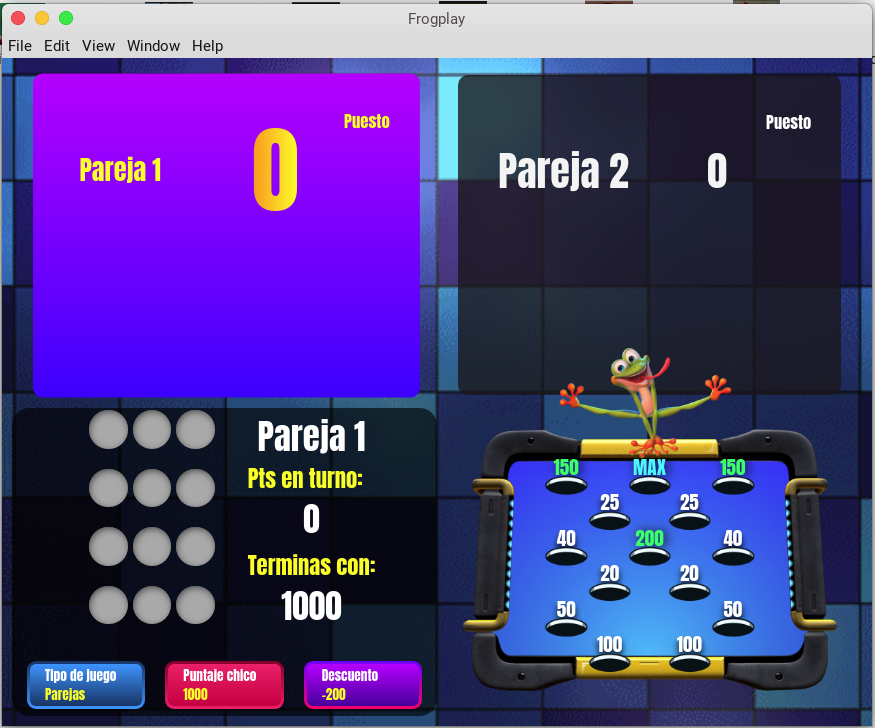 Frogplay
File Edit View Window Help
Puesto
Pareja 1
0
Puesto
Pareja 2
0
Pareja 1
Pts en turno:
0
Terminas con:
1000
Tipo de juego
Parejas
Puntaje chico
1000
Descuento
-200
150 MAX 150
25 25
40 200 40
20 20
50 50
100 100